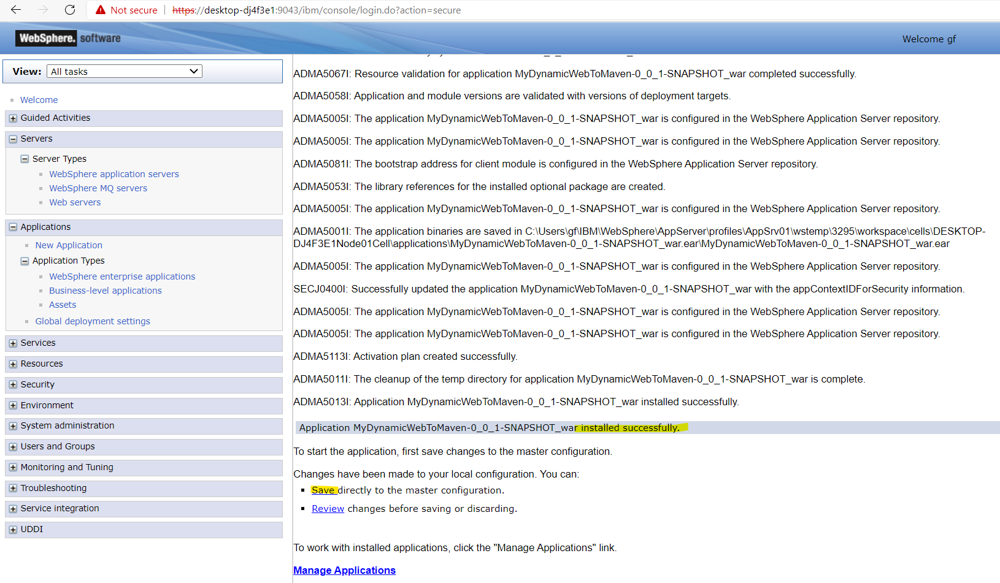 Not secure | https://desktop-dj4f3e1:9043/ibm/console/login.do?action=secure
WebSphere. software
Welcome gf
View: All tasks
Welcome
Guided Activities
Servers
Server Types
WebSphere application servers
WebSphere MQ servers
Web servers
Applications
New Application
Application Types
WebSphere enterprise applications
Business-level applications
Assets
Global deployment settings
Services
Resources
Security
Environment
System administration
Users and Groups
Monitoring and Tuning
Troubleshooting
Service integration
UDDI
ADMA5067I: Resource validation for application MyDynamicWebToMaven-0_0_1-SNAPSHOT_war completed successfully.
ADMA5058I: Application and module versions are validated with versions of deployment targets.
ADMA5005I: The application MyDynamicWebToMaven-0_0_1-SNAPSHOT_war is configured in the WebSphere Application Server repository.
ADMA5005I: The application MyDynamicWebToMaven-0_0_1-SNAPSHOT_war is configured in the WebSphere Application Server repository.
ADMA5081I: The bootstrap address for client module is configured in the WebSphere Application Server repository.
ADMA5053I: The library references for the installed optional package are created.
ADMA5005I: The application MyDynamicWebToMaven-0_0_1-SNAPSHOT_war is configured in the WebSphere Application Server repository.
ADMA5001I: The application binaries are saved in C:\Users\gf\IBM\WebSphere\AppServer\profiles\AppSrv01\wstemp\3295\workspace\cells\DESKTOP-
DJ4F3E1Node01Cell\applications\MyDynamicWebToMaven-0_0_1-SNAPSHOT_war.ear\MyDynamicWebToMaven-0_0_1-SNAPSHOT_war.ear
ADMA5005I: The application MyDynamicWebToMaven-0_0_1-SNAPSHOT_war is configured in the WebSphere Application Server repository.
SECJ0400I: Successfully updated the application MyDynamicWebToMaven-0_0_1-SNAPSHOT_war with the appContextIDForSecurity information.
ADMA5005I: The application MyDynamicWebToMaven-0_0_1-SNAPSHOT_war is configured in the WebSphere Application Server repository.
ADMA5005I: The application MyDynamicWebToMaven-0_0_1-SNAPSHOT_war is configured in the WebSphere Application Server repository.
ADMA5113I: Activation plan created successfully.
ADMA5011I: The cleanup of the temp directory for application MyDynamicWebToMaven-0_0_1-SNAPSHOT_war is complete.
ADMA5013I: Application MyDynamicWebToMaven-0_0_1-SNAPSHOT_war installed successfully.
Application MyDynamicWebToMaven-0_0_1-SNAPSHOT_war installed successfully.
To start the application, first save changes to the master configuration.
Changes have been made to your local configuration. You can:
Save directly to the master configuration.
Review changes before saving or discarding.
To work with installed applications, click the "Manage Applications" link.
Manage Applications